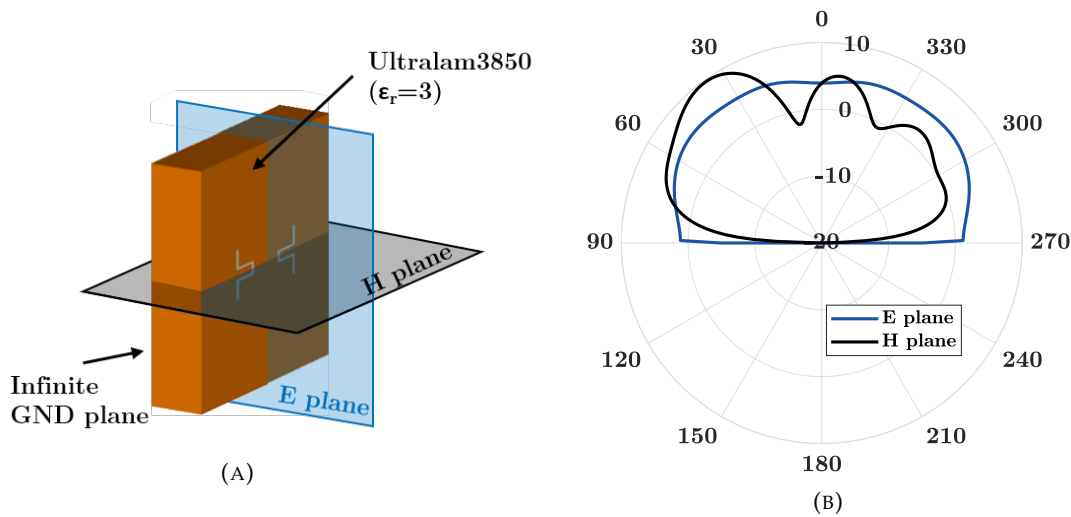 Ultralam3850
(εr=3)
H plane
E plane
Infinite
GND plane
(A)
0
30
330
10
60
0
300
-10
90
-20
270
E plane
H plane
120
240
150
210
180
(B)